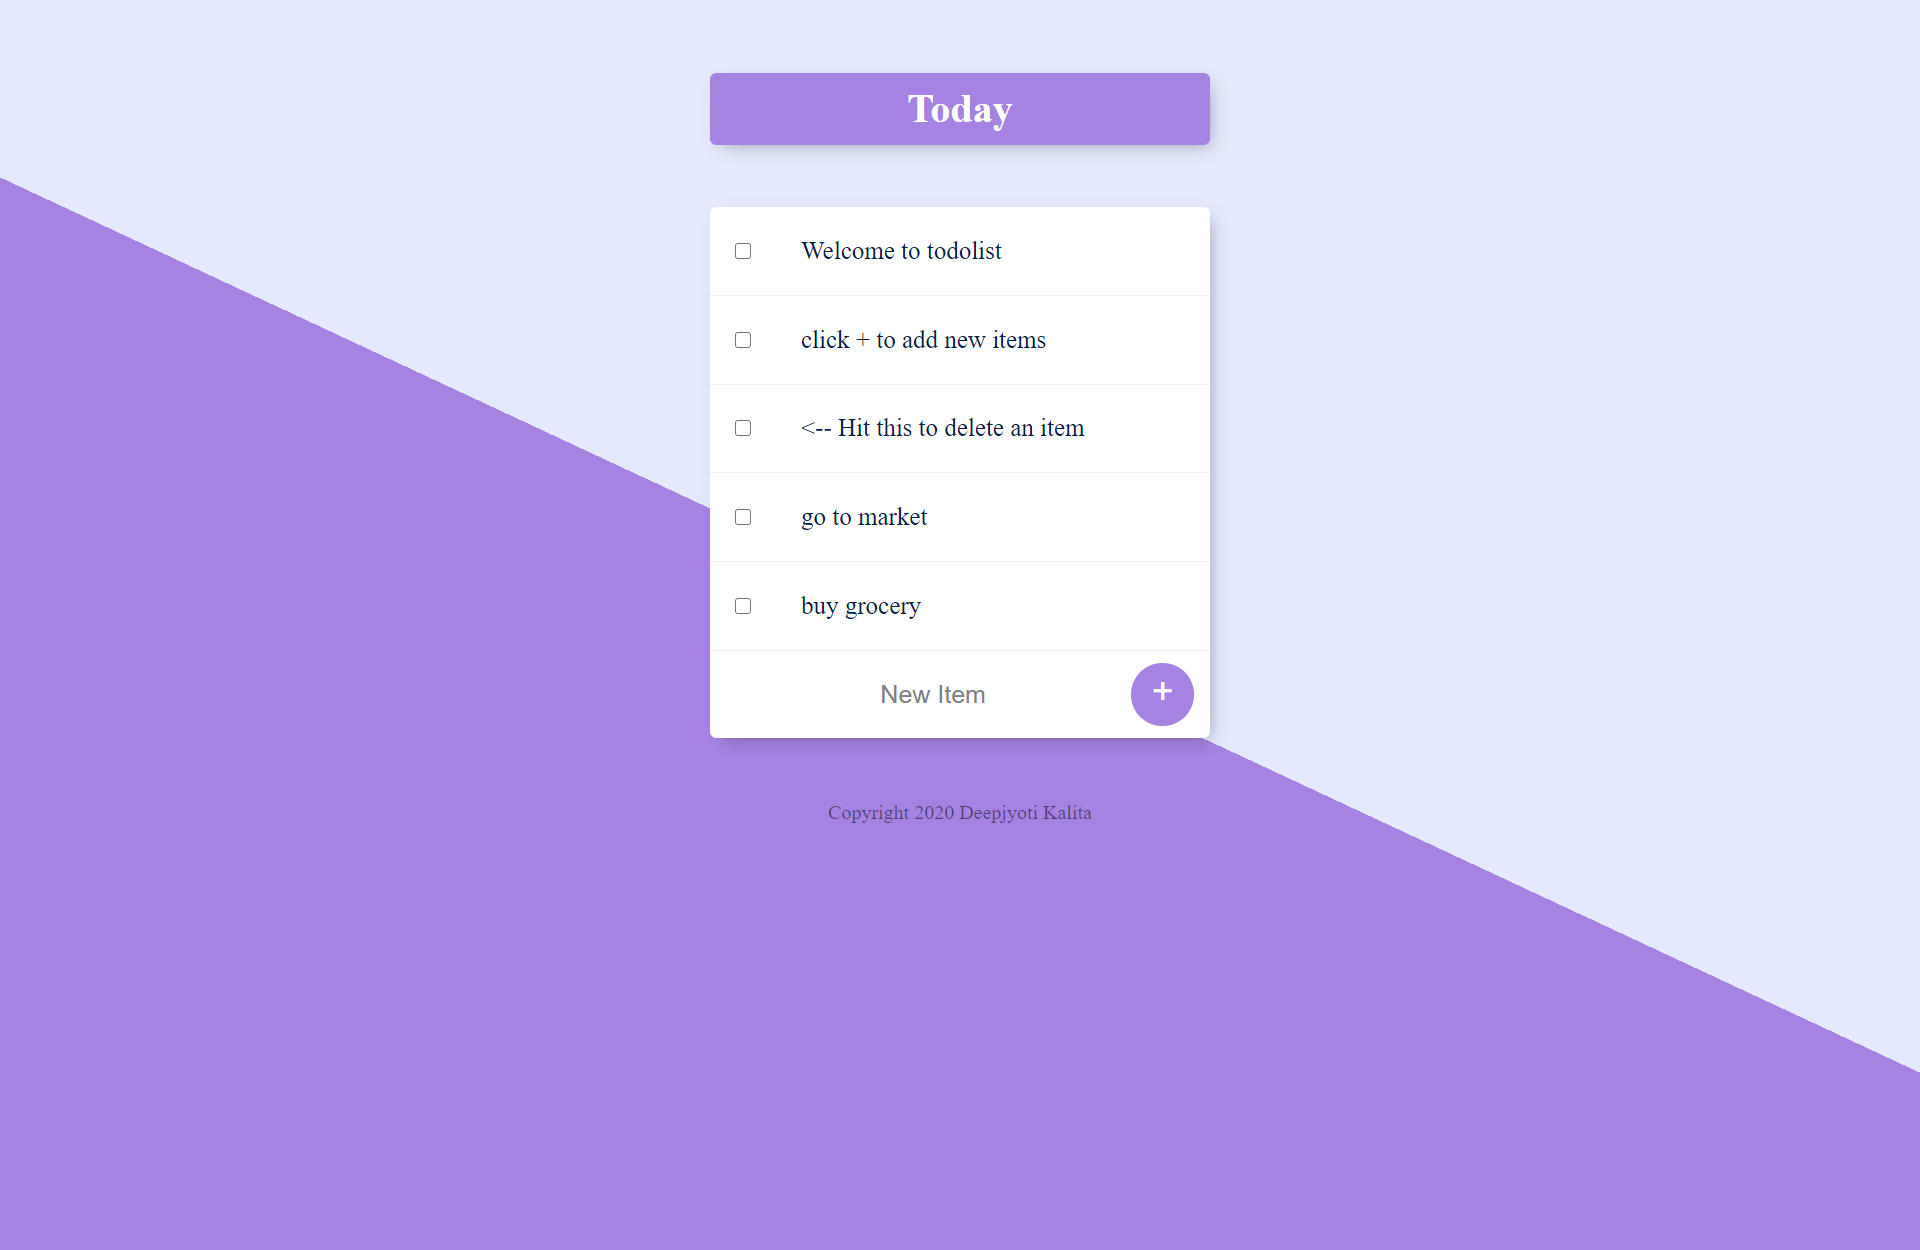 Today
Welcome to todolist
click + to add new items
<-- Hit this to delete an item
go to market
buy grocery
New Item +
Copyright 2020 Deepjyoti Kalita